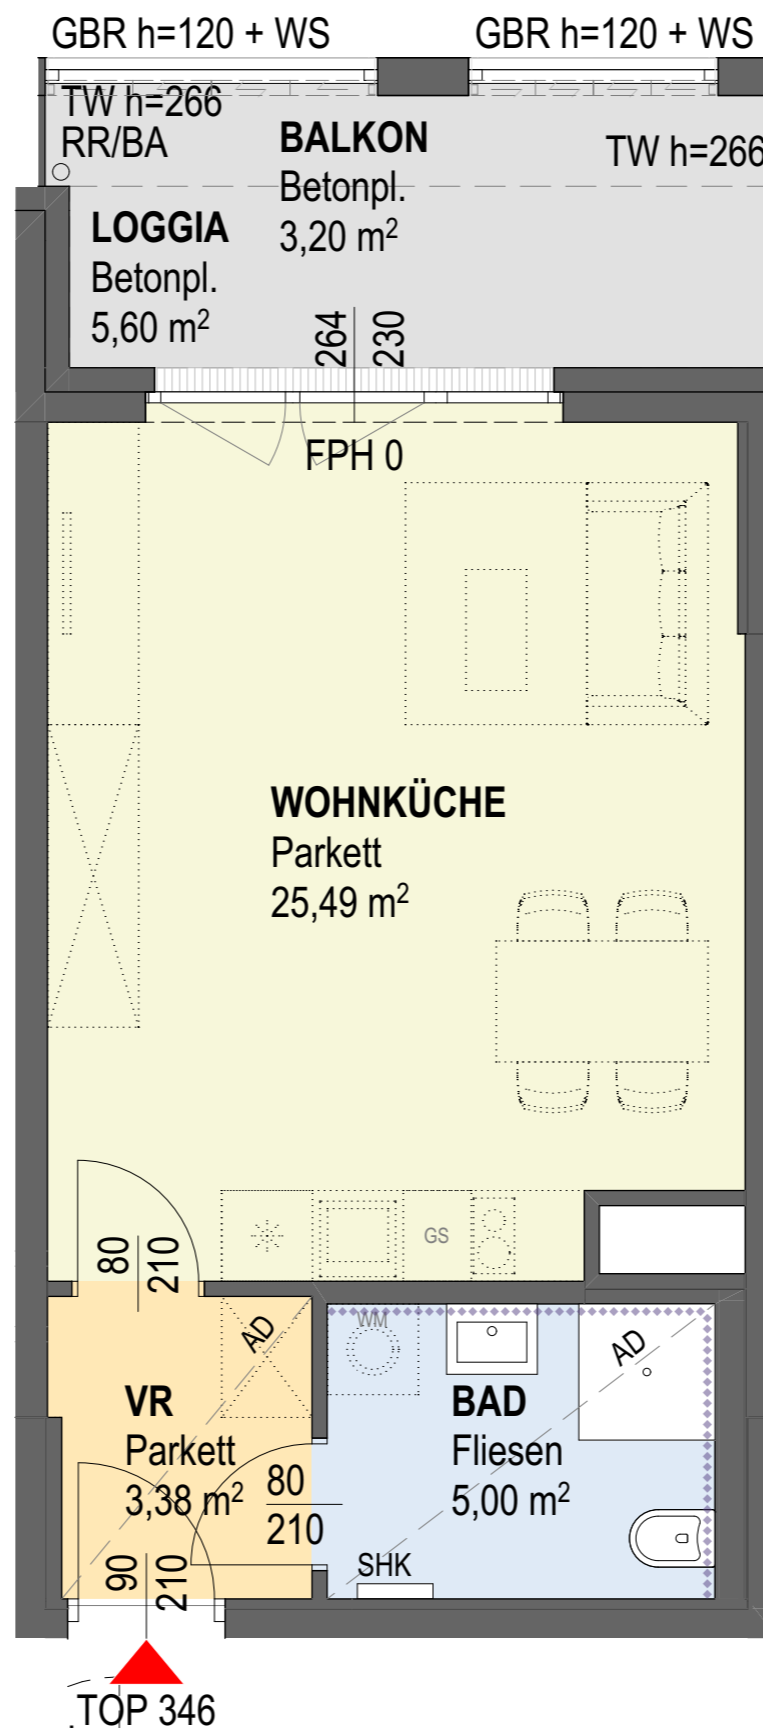 GBR h=120 + WS
GBR h=120 + WS
TW h=266
RR/BA
BALKON
Betonpl.
3,20 m²
TW h=266
LOGGIA
Betonpl.
5,60 m²
264
230
FPH 0
WOHNKÜCHE
Parkett
25,49 m²
GS
80
210
AD
WM
AD
VR
Parkett
3,38 m²
BAD
Fliesen
5,00 m²
80
210
90
210
SHK
TOP 346